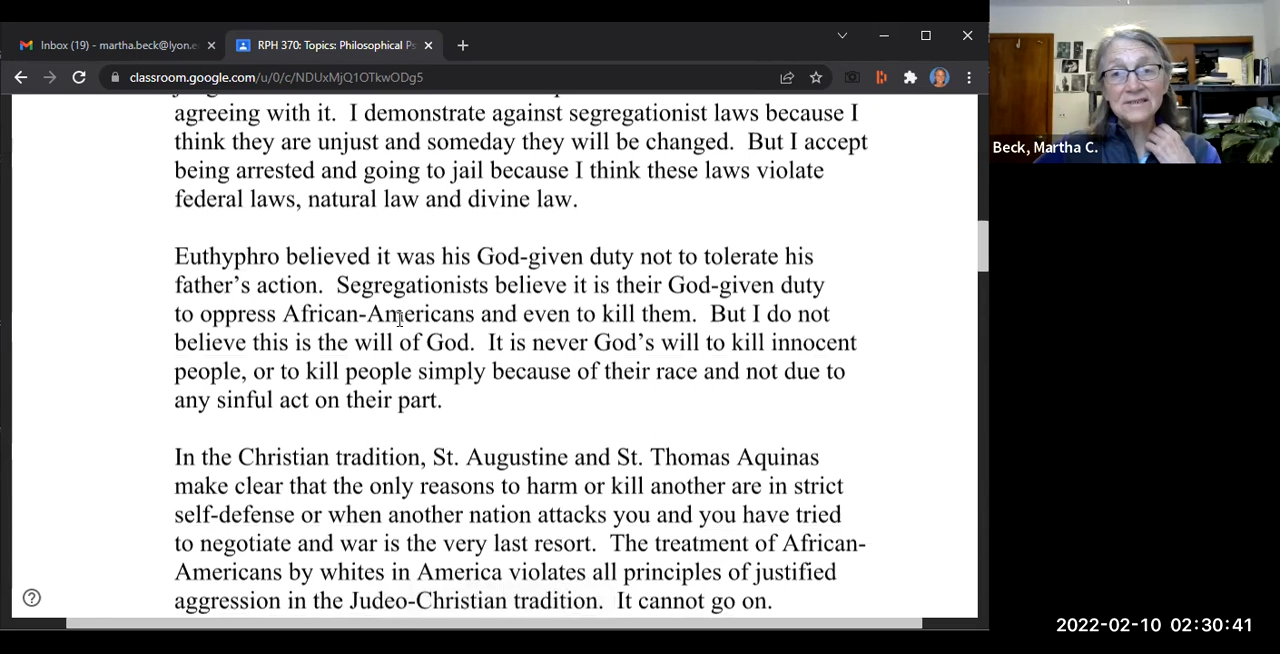 Inbox (19) - martha.beck@lyon.e
RPH 370: Topics: Philosophical Ps
classroom.google.com/u/0/c/NDUxMjQ1OTkwODg5
agreeing with it. I demonstrate against segregationist laws because I
think they are unjust and someday they will be changed. But I accept
being arrested and going to jail because I think these laws violate
federal laws, natural law and divine law.
Euthyphro believed it was his God-given duty not to tolerate his
father's action. Segregationists believe it is their God-given duty
to oppress African-Americans and even to kill them. But I do not
believe this is the will of God. It is never God's will to kill innocent
people, or to kill people simply because of their race and not due to
any sinful act on their part.
In the Christian tradition, St. Augustine and St. Thomas Aquinas
make clear that the only reasons to harm or kill another are in strict
self-defense or when another nation attacks you and you have tried
to negotiate and war is the very last resort. The treatment of African-
Americans by whites in America violates all principles of justified
aggression in the Judeo-Christian tradition. It cannot go on.
Beck, Martha C.
2022-02-10 02:30:41